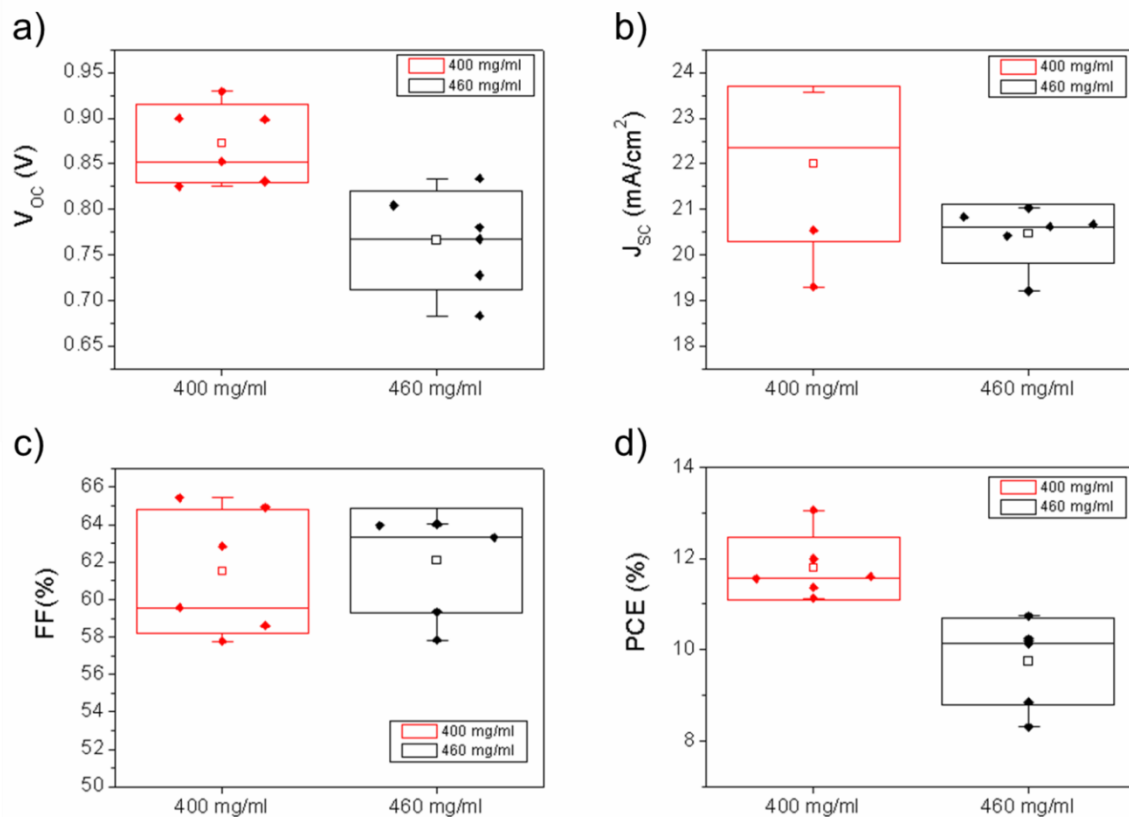 a)
V_OC (V)
0.95
0.90
0.85
0.80
0.75
0.70
0.65
400 mg/ml
460 mg/ml
400 mg/ml
460 mg/ml
b)
J_SC (mA/cm²)
24
23
22
21
20
19
18
400 mg/ml
460 mg/ml
400 mg/ml
460 mg/ml
c)
FF(%)
66
64
62
60
58
56
54
52
50
400 mg/ml
460 mg/ml
400 mg/ml
460 mg/ml
d)
PCE (%)
14
12
10
8
400 mg/ml
460 mg/ml
400 mg/ml
460 mg/ml